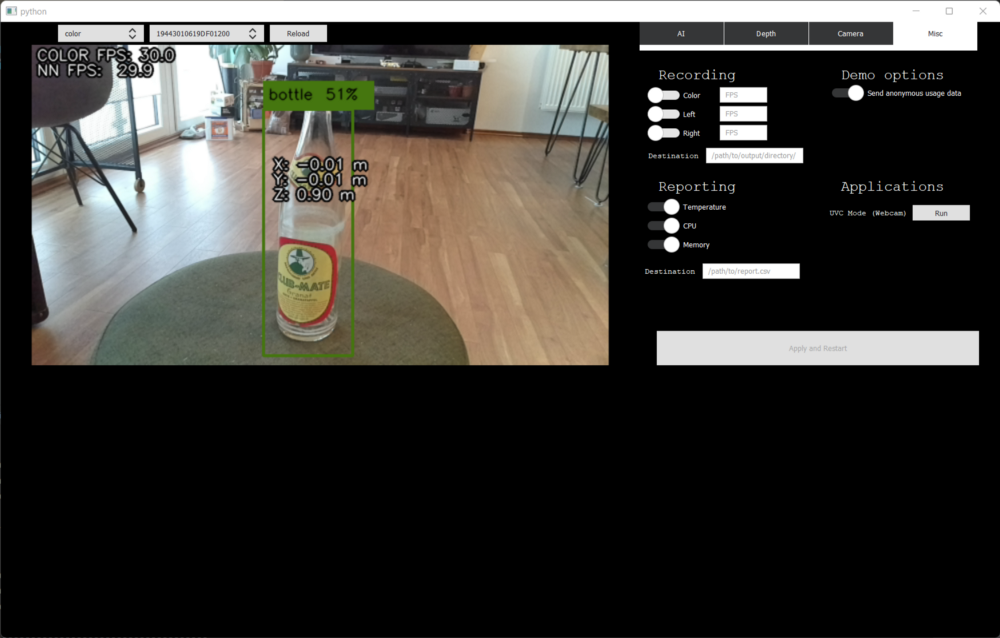 python
color
19443010619DF01200
Reload
COLOR FPS: 30.0
NN FPS:  29.9
bottle 51%
X: -0.01 m
Y: -0.01 m
Z: 0.90 m
CLUB-MATE
AI
Depth
Camera
Misc
Recording
Color
FPS
Left
FPS
Right
FPS
Destination
/path/to/output/directory/
Demo options
Send anonymous usage data
Reporting
Temperature
CPU
Memory
Destination
/path/to/report.csv
Applications
UVC Mode (Webcam)
Run
Apply and Restart